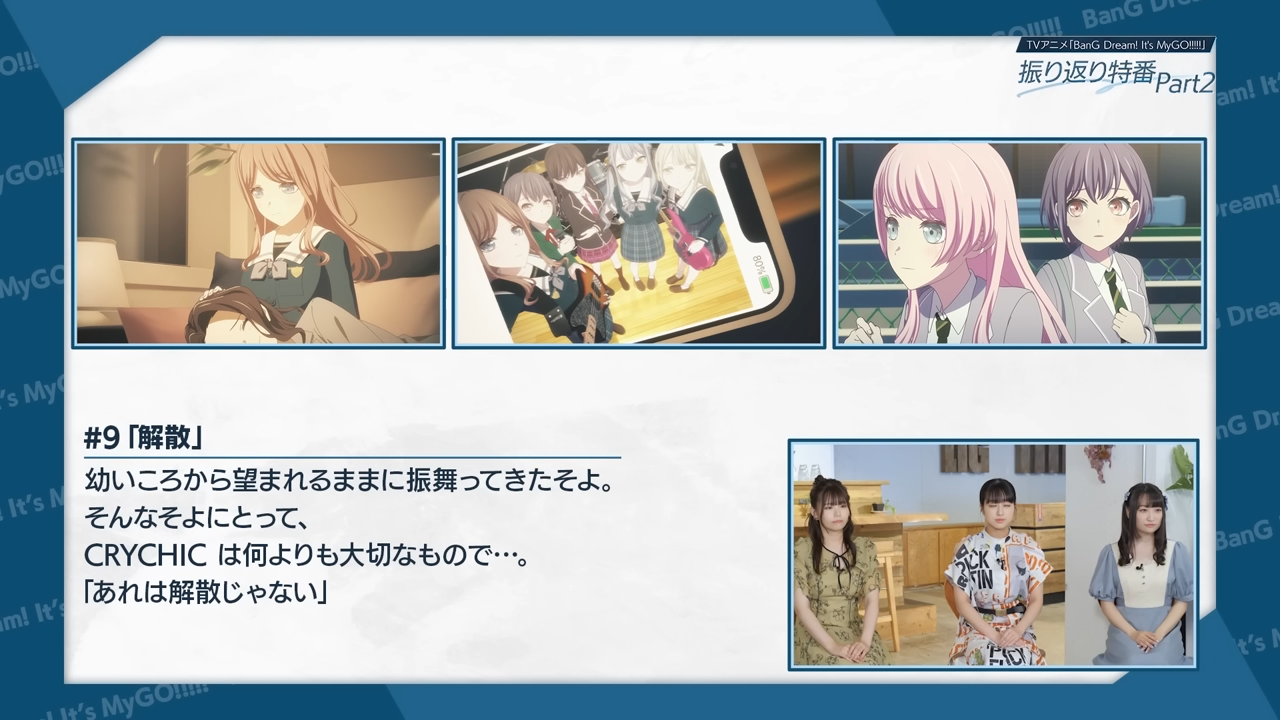 TVアニメ「BanG Dream! It's MyGO!!!!!」
振り返り特番Part2
80%
#9「解散」
幼いころから望まれるままに振舞ってきたそよ。
そんなそよにとって、
CRYCHIC は何よりも大切なもので…。
「あれは解散じゃない」